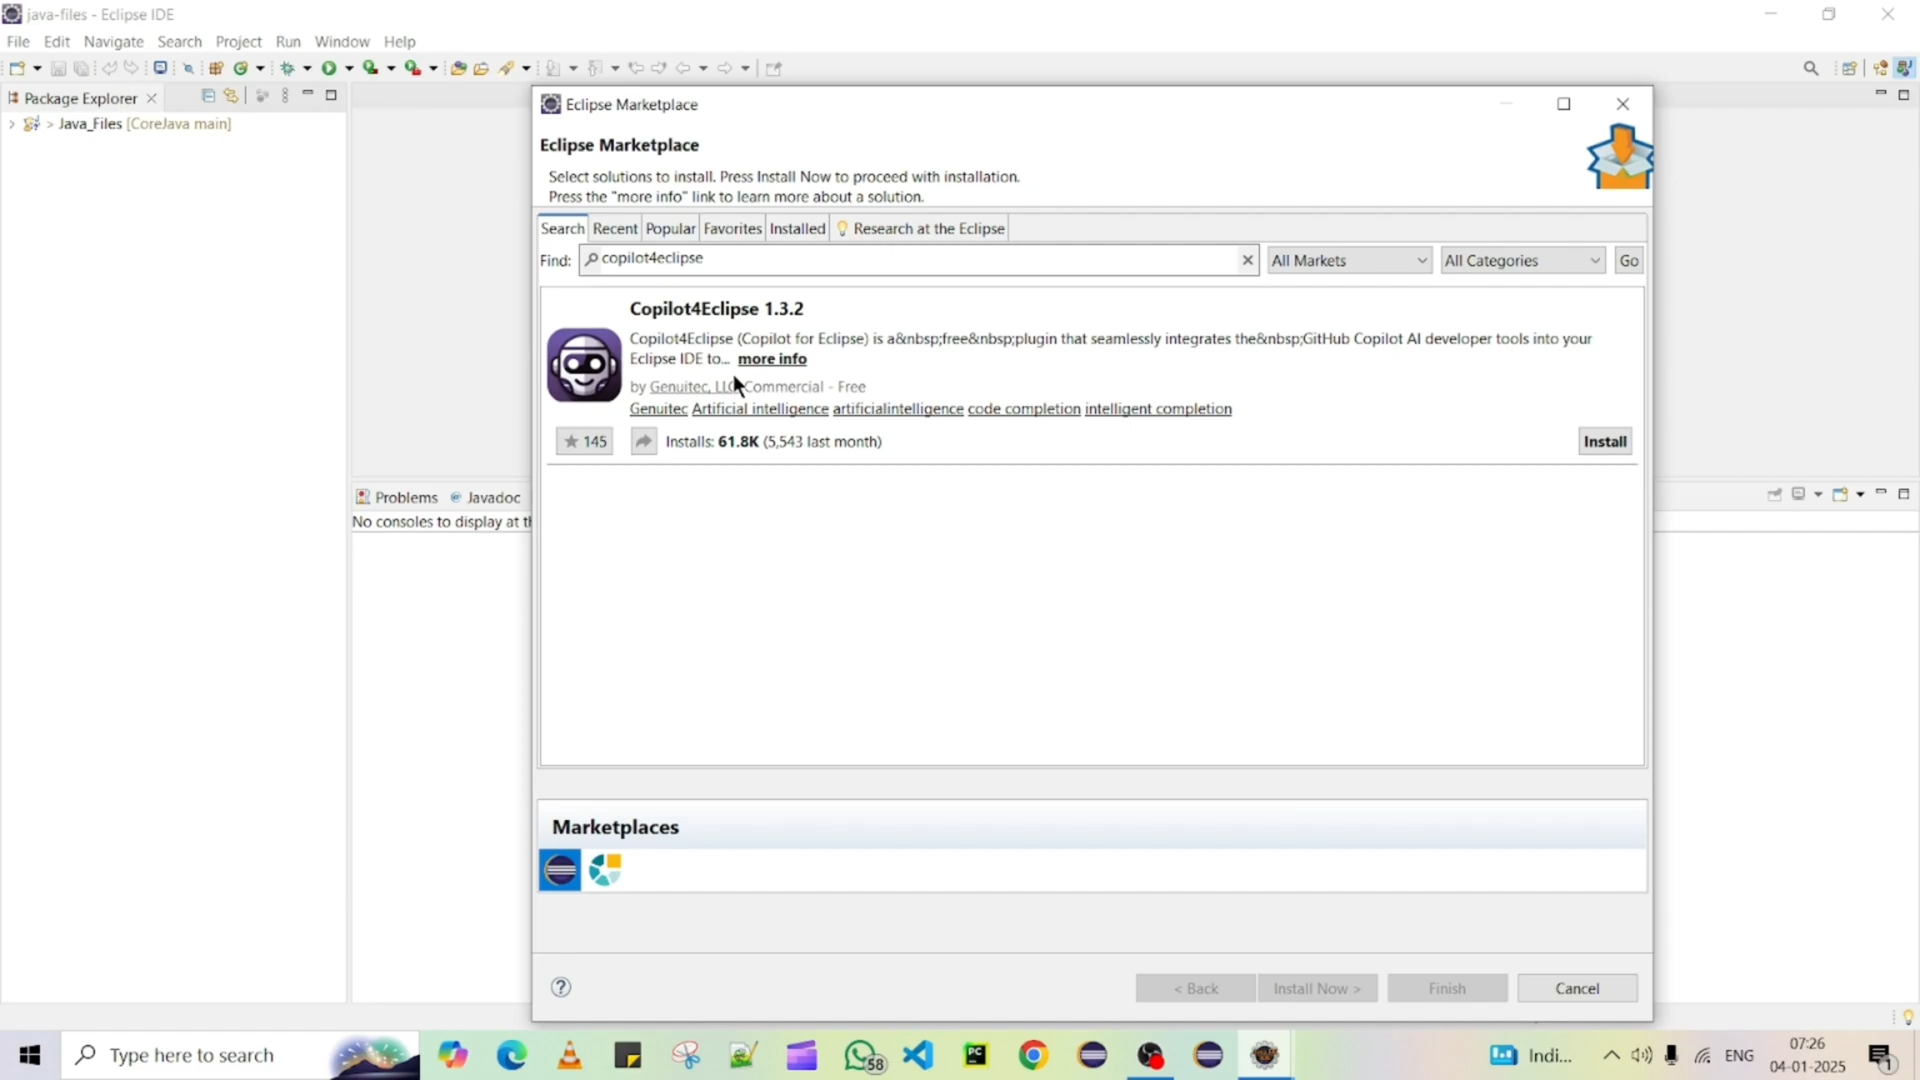 java-files - Eclipse IDE
File Edit Navigate Search Project Run Window Help
Package Explorer
> Java_Files [CoreJava main]
Problems Javadoc
No consoles to display at th
Eclipse Marketplace
Eclipse Marketplace
Select solutions to install. Press Install Now to proceed with installation.
Press the "more info" link to learn more about a solution.
Search Recent Popular Favorites Installed Research at the Eclipse
Find: copilot4eclipse All Markets All Categories Go
Copilot4Eclipse 1.3.2
Copilot4Eclipse (Copilot for Eclipse) is a&nbsp;free&nbsp;plugin that seamlessly integrates the&nbsp;GitHub Copilot AI developer tools into your
Eclipse IDE to... more info
by Genuitec, LLC Commercial - Free
Genuitec Artificial intelligence artificialintelligence code completion intelligent completion
145 Installs: 61.8K (5,543 last month) Install
Marketplaces
< Back Install Now > Finish Cancel
Type here to search
58
PC
Indi...
ENG
07:26
04-01-2025
1